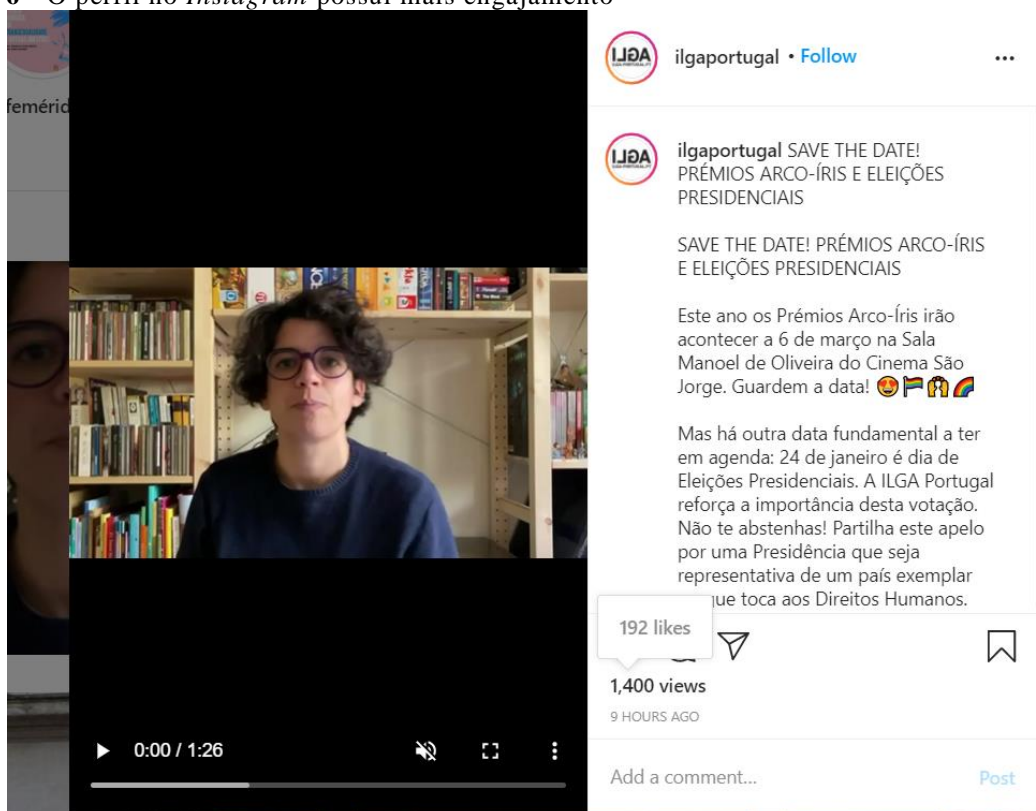 6 O perfil no Instagram possui mais engajamento
feméríd
ilgaportugal • Follow
ilgaportugal SAVE THE DATE!
PRÉMIOS ARCO-ÍRIS E ELEIÇÕES
PRESIDENCIAIS
SAVE THE DATE! PRÉMIOS ARCO-ÍRIS
E ELEIÇÕES PRESIDENCIAIS
Este ano os Prémios Arco-Íris irão
acontecer a 6 de março na Sala
Manoel de Oliveira do Cinema São
Jorge. Guardem a data! 😍🏳️‍🌈🙌🌈
Mas há outra data fundamental a ter
em agenda: 24 de janeiro é dia de
Eleições Presidenciais. A ILGA Portugal
reforça a importância desta votação.
Não te abstenhas! Partilha este apelo
por uma Presidência que seja
representativa de um país exemplar
que toca aos Direitos Humanos.
192 likes
1,400 views
9 HOURS AGO
0:00 / 1:26
Add a comment... Post